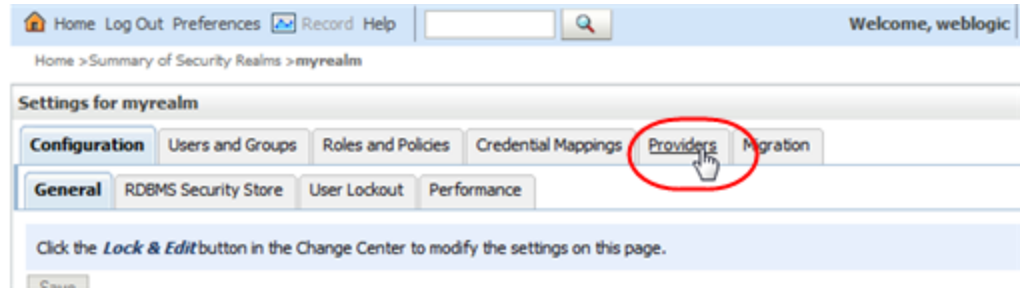 Home Log Out Preferences Record Help Welcome, weblogic
Home >Summary of Security Realms >myrealm
Settings for myrealm
Configuration Users and Groups Roles and Policies Credential Mappings Providers Migration
General RDBMS Security Store User Lockout Performance
Click the Lock & Edit button in the Change Center to modify the settings on this page.
Save